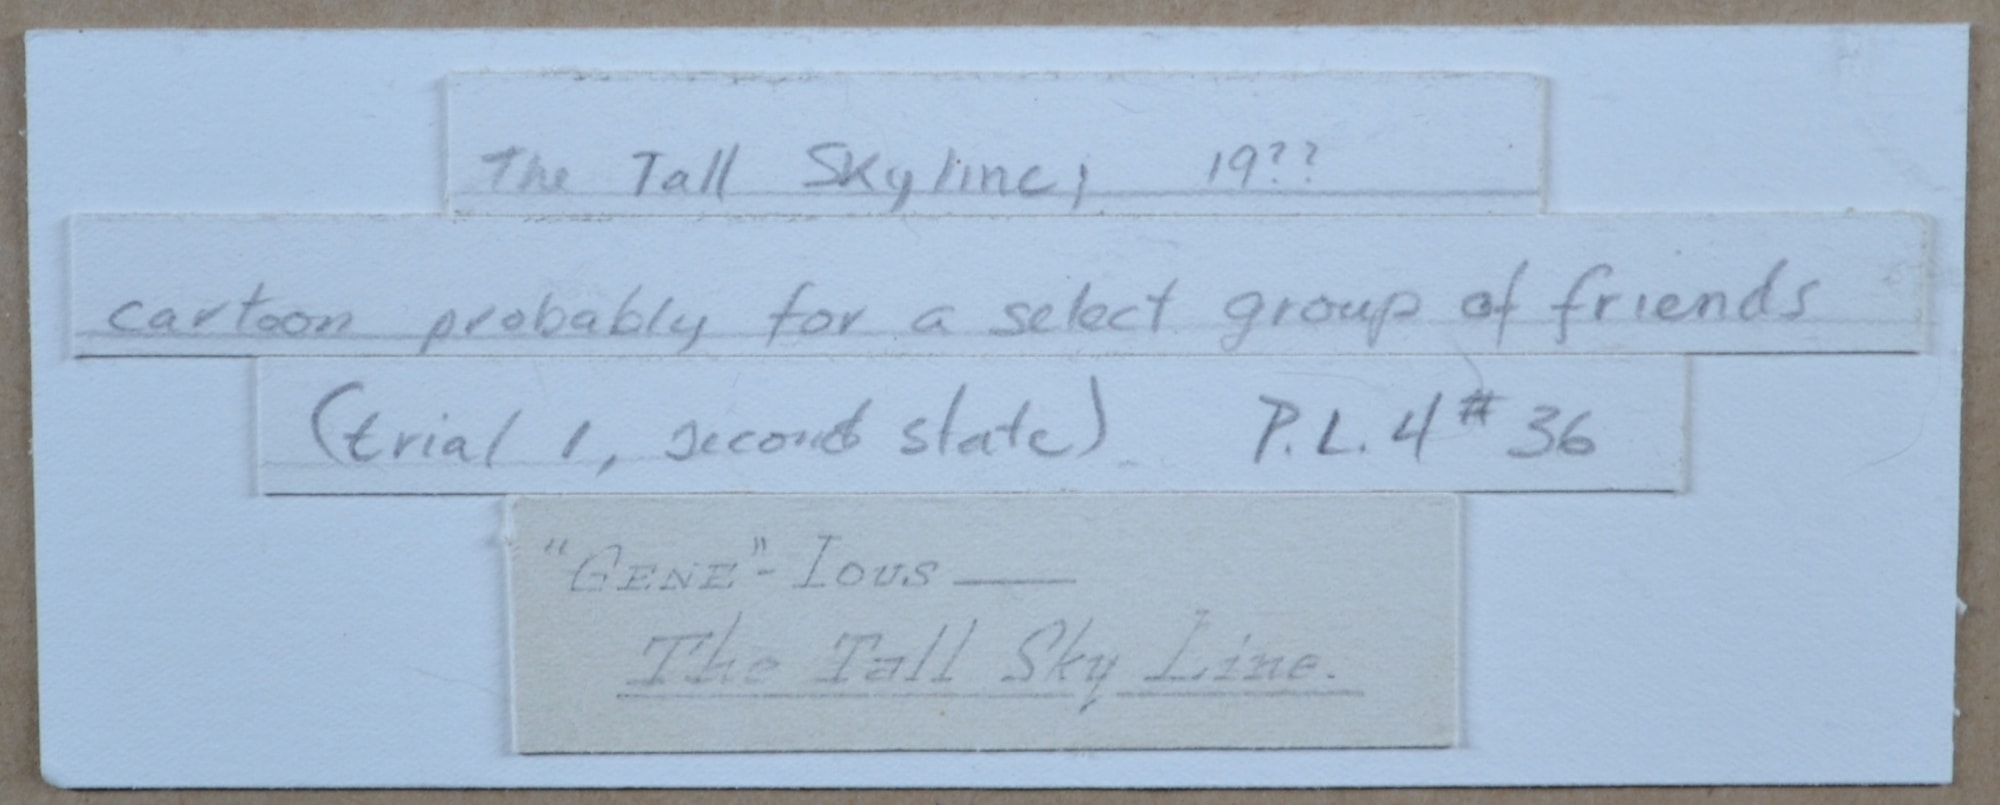 The Tall Skyline; 19??
cartoon probably for a select group of friends
(trial 1, second state) P.L.4 # 36
"GENE"-IOUS —
The Tall Sky Line.